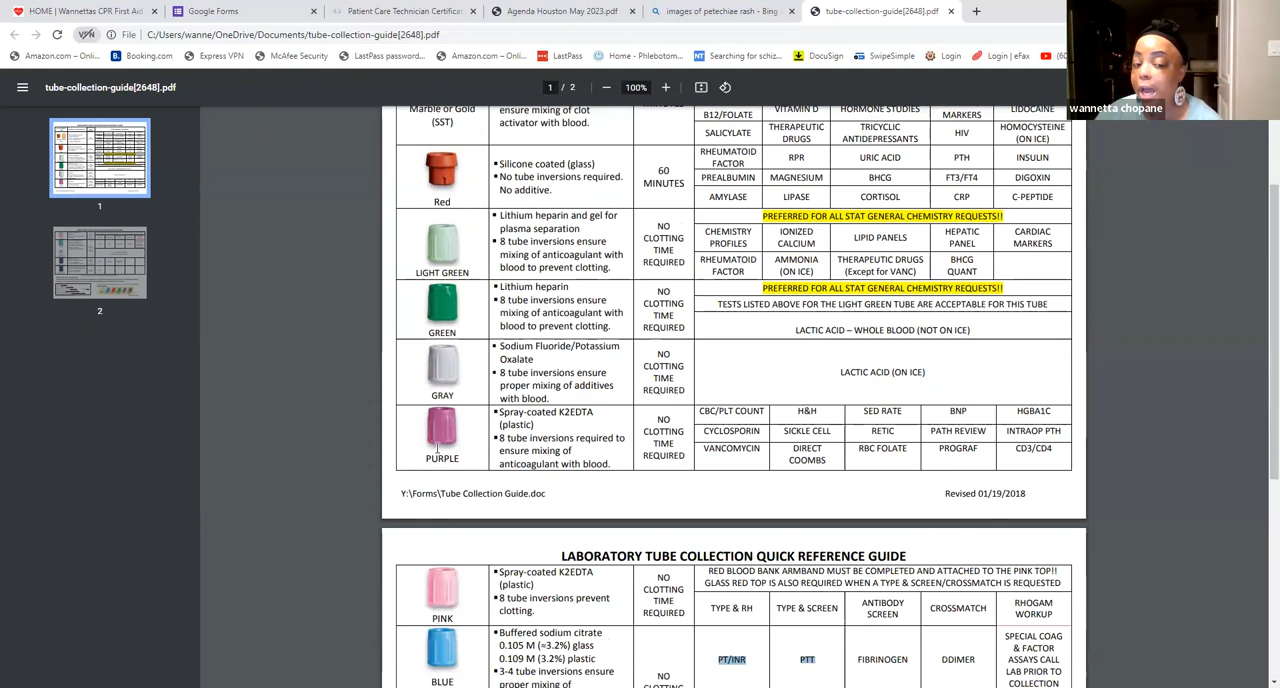 HOME | Wannettas CPR First Aid
Google Forms
Patient Care Technician Certificat
Agenda Houston May 2023.pdf
images of petechiae rash - Bing
tube-collection-guide[2648].pdf
VPN
File
C:/Users/wanne/OneDrive/Documents/tube-collection-guide[2648].pdf
Amazon.com – Onli...
Booking.com
Express VPN
McAfee Security
LastPass password...
Amazon.com – Onli...
LastPass
Home - Phlebotom...
Searching for schiz...
DocuSign
SwipeSimple
Login
Login | eFax
(60
wannetta chopane
tube-collection-guide[2648].pdf
1 / 2
100%
1
2
Marble or Gold
(SST)
ensure mixing of clot
activator with blood.
MINUTES
B12/FOLATE
VITAMIN D
HORMONE STUDIES
MARKERS
LIDOCAINE
SALICYLATE
THERAPEUTIC
DRUGS
TRICYCLIC
ANTIDEPRESSANTS
HIV
HOMOCYSTEINE
(ON ICE)
Red
Silicone coated (glass)
No tube inversions required.
No additive.
60
MINUTES
RHEUMATOID
FACTOR
RPR
URIC ACID
PTH
INSULIN
PREALBUMIN
MAGNESIUM
BHCG
FT3/FT4
DIGOXIN
AMYLASE
LIPASE
CORTISOL
CRP
C-PEPTIDE
LIGHT GREEN
Lithium heparin and gel for
plasma separation
8 tube inversions ensure
mixing of anticoagulant with
blood to prevent clotting.
NO
CLOTTING
TIME
REQUIRED
PREFERRED FOR ALL STAT GENERAL CHEMISTRY REQUESTS!!
CHEMISTRY
PROFILES
IONIZED
CALCIUM
LIPID PANELS
HEPATIC
PANEL
CARDIAC
MARKERS
RHEUMATOID
FACTOR
AMMONIA
(ON ICE)
THERAPEUTIC DRUGS
(Except for VANC)
BHCG
QUANT
GREEN
Lithium heparin
8 tube inversions ensure
mixing of anticoagulant with
blood to prevent clotting.
NO
CLOTTING
TIME
REQUIRED
PREFERRED FOR ALL STAT GENERAL CHEMISTRY REQUESTS!!
TESTS LISTED ABOVE FOR THE LIGHT GREEN TUBE ARE ACCEPTABLE FOR THIS TUBE
LACTIC ACID – WHOLE BLOOD (NOT ON ICE)
GRAY
Sodium Fluoride/Potassium
Oxalate
8 tube inversions ensure
proper mixing of additives
with blood.
NO
CLOTTING
TIME
REQUIRED
LACTIC ACID (ON ICE)
PURPLE
Spray-coated K2EDTA
(plastic)
8 tube inversions required to
ensure mixing of
anticoagulant with blood.
NO
CLOTTING
TIME
REQUIRED
CBC/PLT COUNT
H&H
SED RATE
BNP
HGBA1C
CYCLOSPORIN
SICKLE CELL
RETIC
PATH REVIEW
INTRAOP PTH
VANCOMYCIN
DIRECT
COOMBS
RBC FOLATE
PROGRAF
CD3/CD4
Y:\Forms\Tube Collection Guide.doc
Revised 01/19/2018
LABORATORY TUBE COLLECTION QUICK REFERENCE GUIDE
PINK
Spray-coated K2EDTA
(plastic)
8 tube inversions prevent
clotting.
NO
CLOTTING
TIME
REQUIRED
RED BLOOD BANK ARMBAND MUST BE COMPLETED AND ATTACHED TO THE PINK TOP!!
GLASS RED TOP IS ALSO REQUIRED WHEN A TYPE & SCREEN/CROSSMATCH IS REQUESTED
TYPE & RH
TYPE & SCREEN
ANTIBODY
SCREEN
CROSSMATCH
RHOGAM
WORKUP
BLUE
Buffered sodium citrate
0.105 M (≈3.2%) glass
0.109 M (3.2%) plastic
3-4 tube inversions ensure
proper mixing of
NO
CLOTTING
PT/INR
PTT
FIBRINOGEN
DDIMER
SPECIAL COAG
& FACTOR
ASSAYS CALL
LAB PRIOR TO
COLLECTION